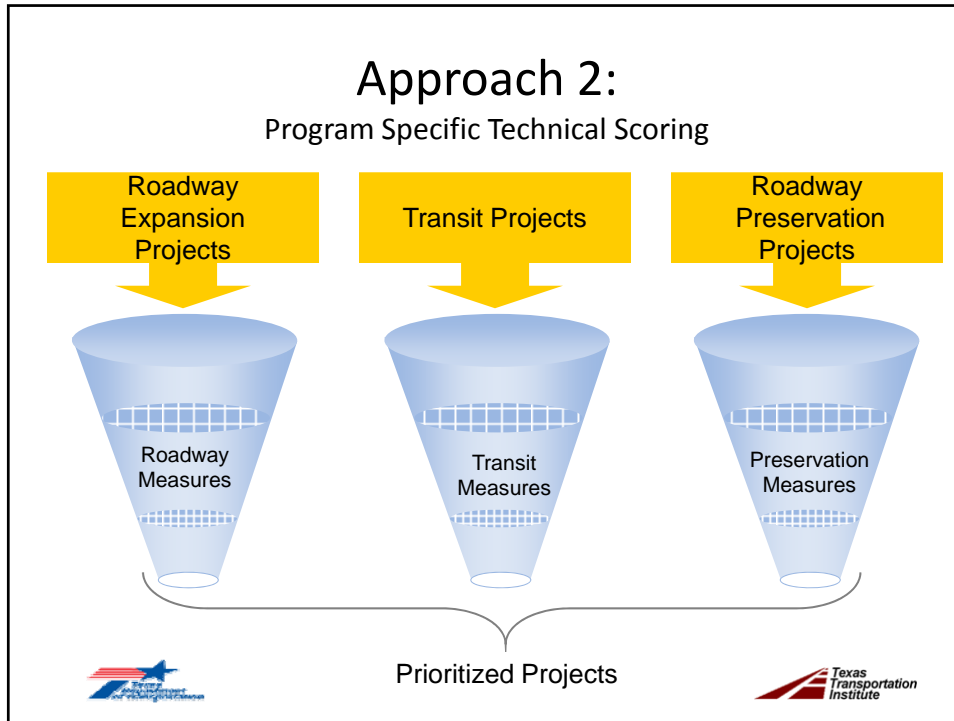 Approach 2:
Program Specific Technical Scoring
Roadway
Expansion
Projects
Transit Projects
Roadway
Preservation
Projects
Roadway
Measures
Transit
Measures
Preservation
Measures
Prioritized Projects
Texas
Transportation
Institute